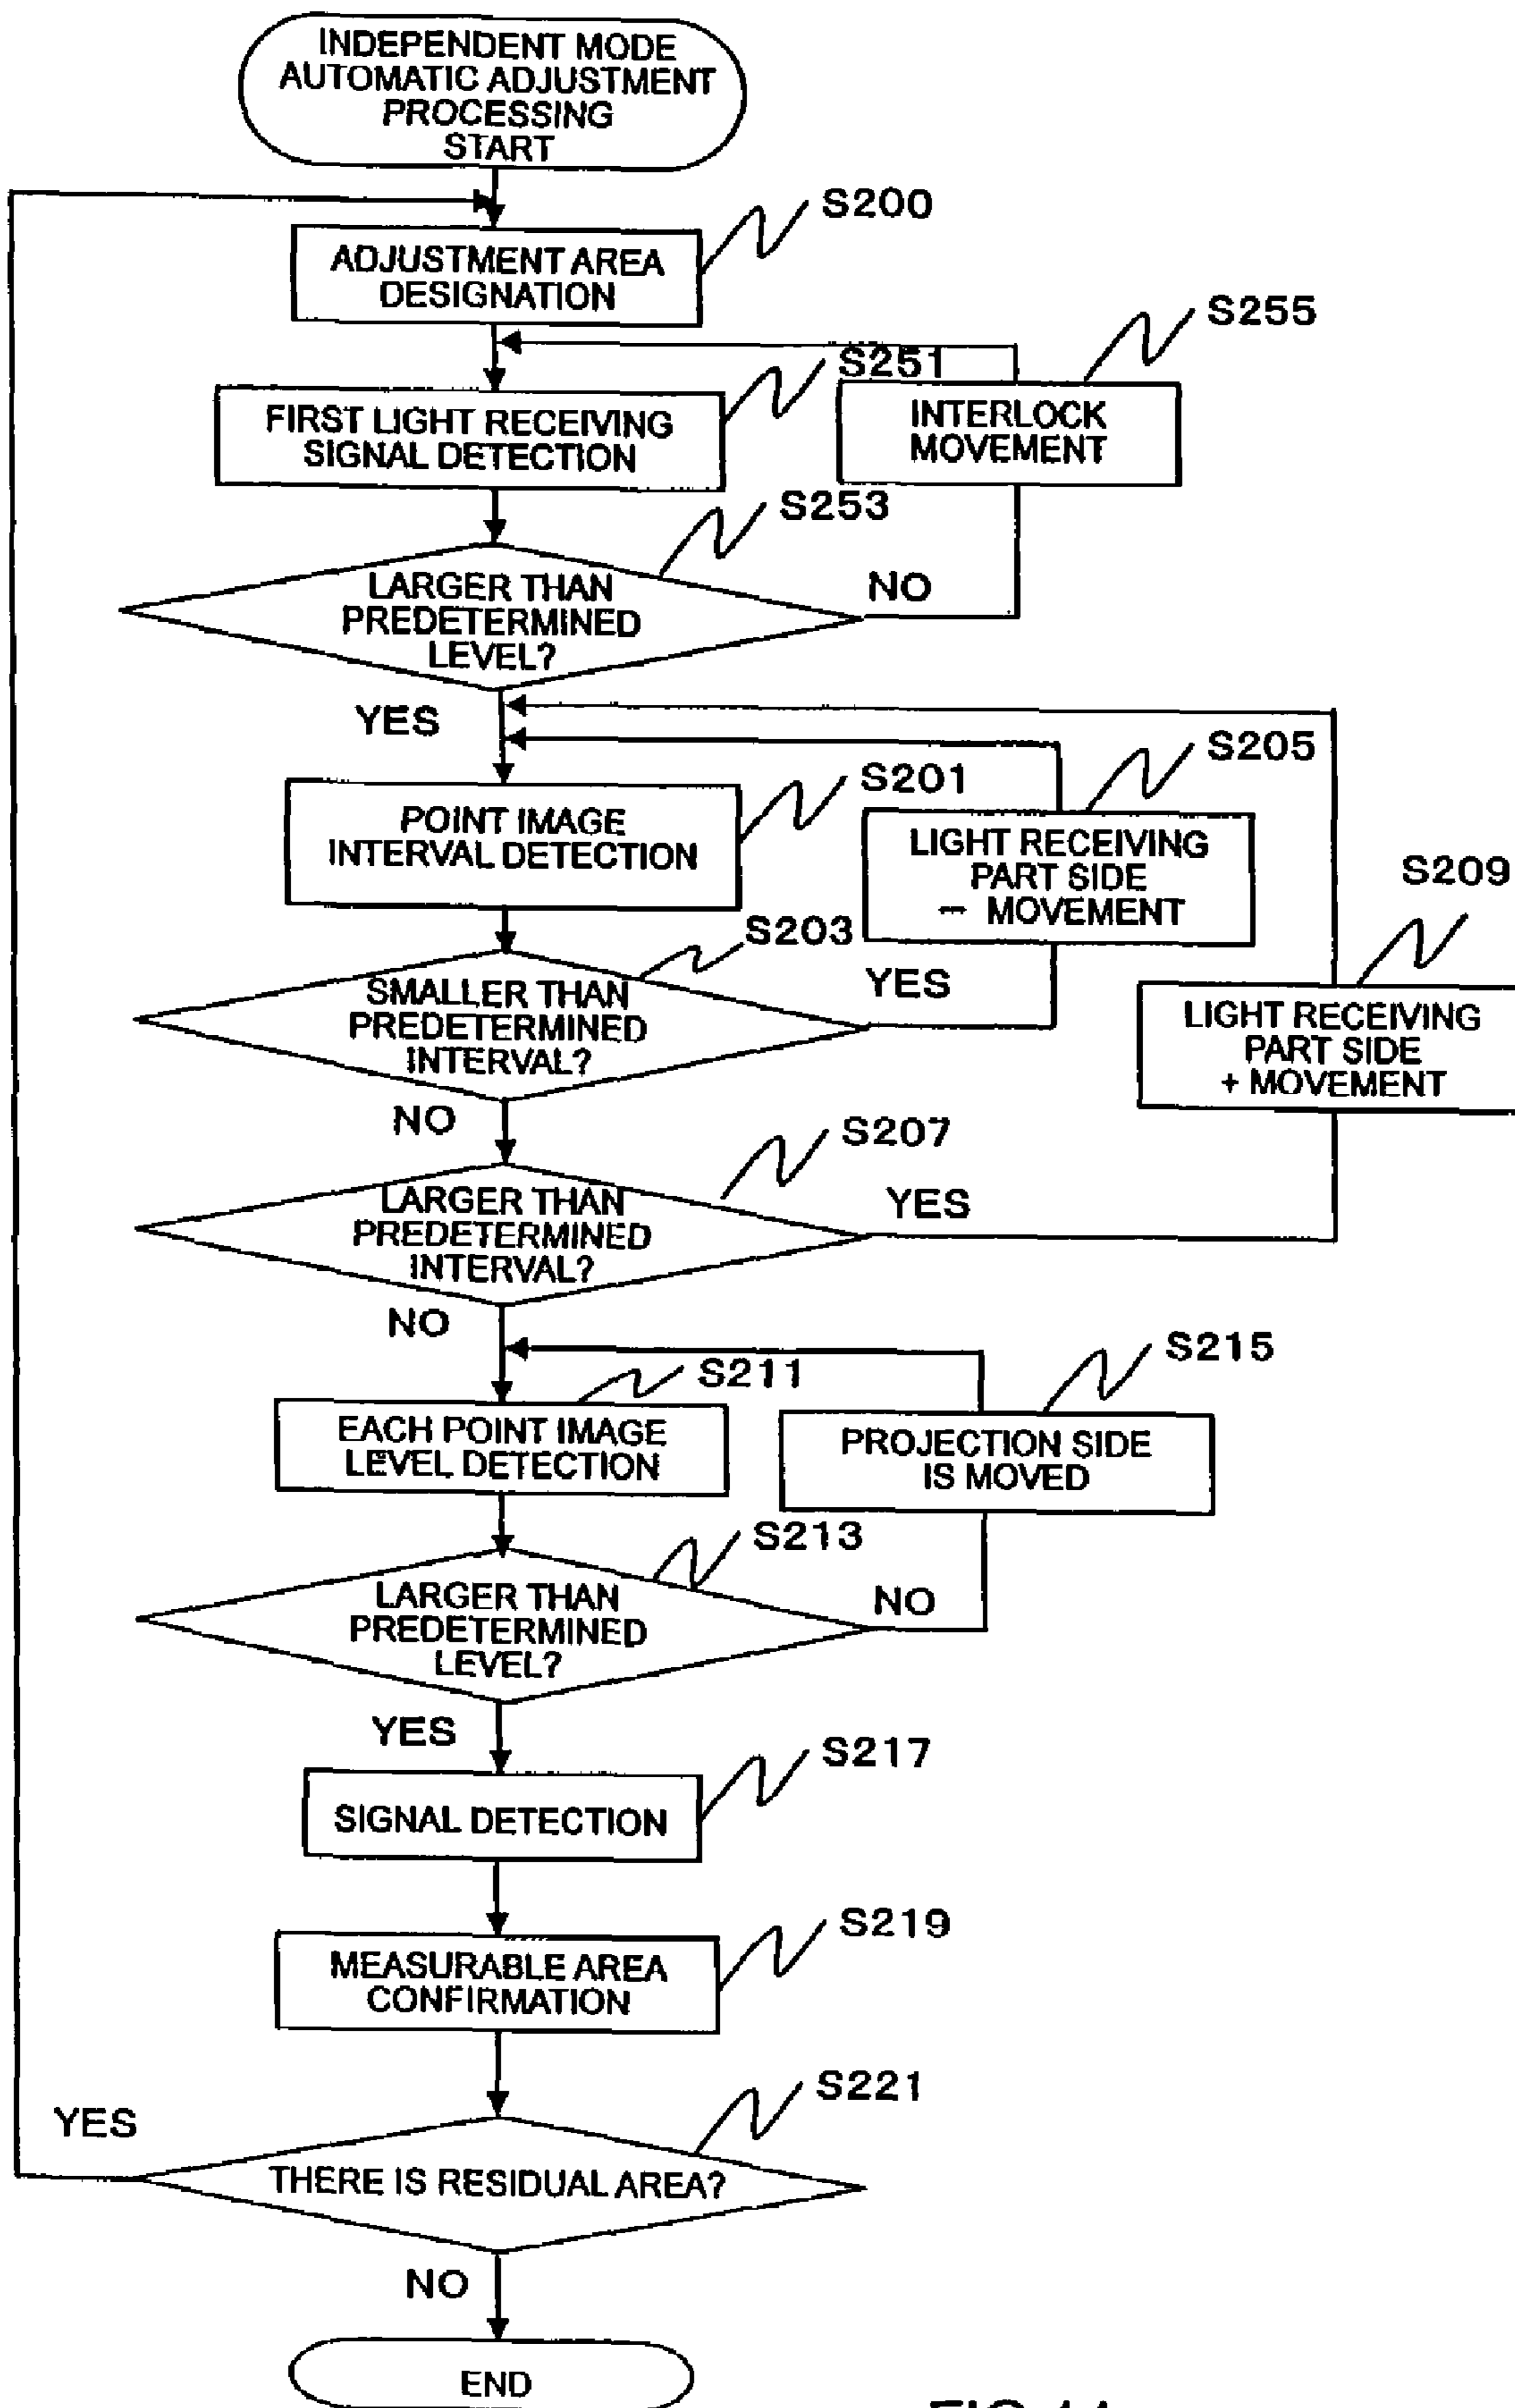 INDEPENDENT MODE
AUTOMATIC ADJUSTMENT
PROCESSING
START
S200
ADJUSTMENT AREA
DESIGNATION
S255
S251
INTERLOCK
MOVEMENT
FIRST LIGHT RECEIVING
SIGNAL DETECTION
S253
LARGER THAN
PREDETERMINED
LEVEL?
NO
YES
S205
S201
POINT IMAGE
INTERVAL DETECTION
LIGHT RECEIVING
PART SIDE
− MOVEMENT
S209
S203
SMALLER THAN
PREDETERMINED
INTERVAL?
YES
LIGHT RECEIVING
PART SIDE
+ MOVEMENT
NO
S207
LARGER THAN
PREDETERMINED
INTERVAL?
YES
NO
S215
S211
EACH POINT IMAGE
LEVEL DETECTION
PROJECTION SIDE
IS MOVED
S213
LARGER THAN
PREDETERMINED
LEVEL?
NO
YES
S217
SIGNAL DETECTION
S219
MEASURABLE AREA
CONFIRMATION
S221
YES
THERE IS RESIDUAL AREA?
NO
END